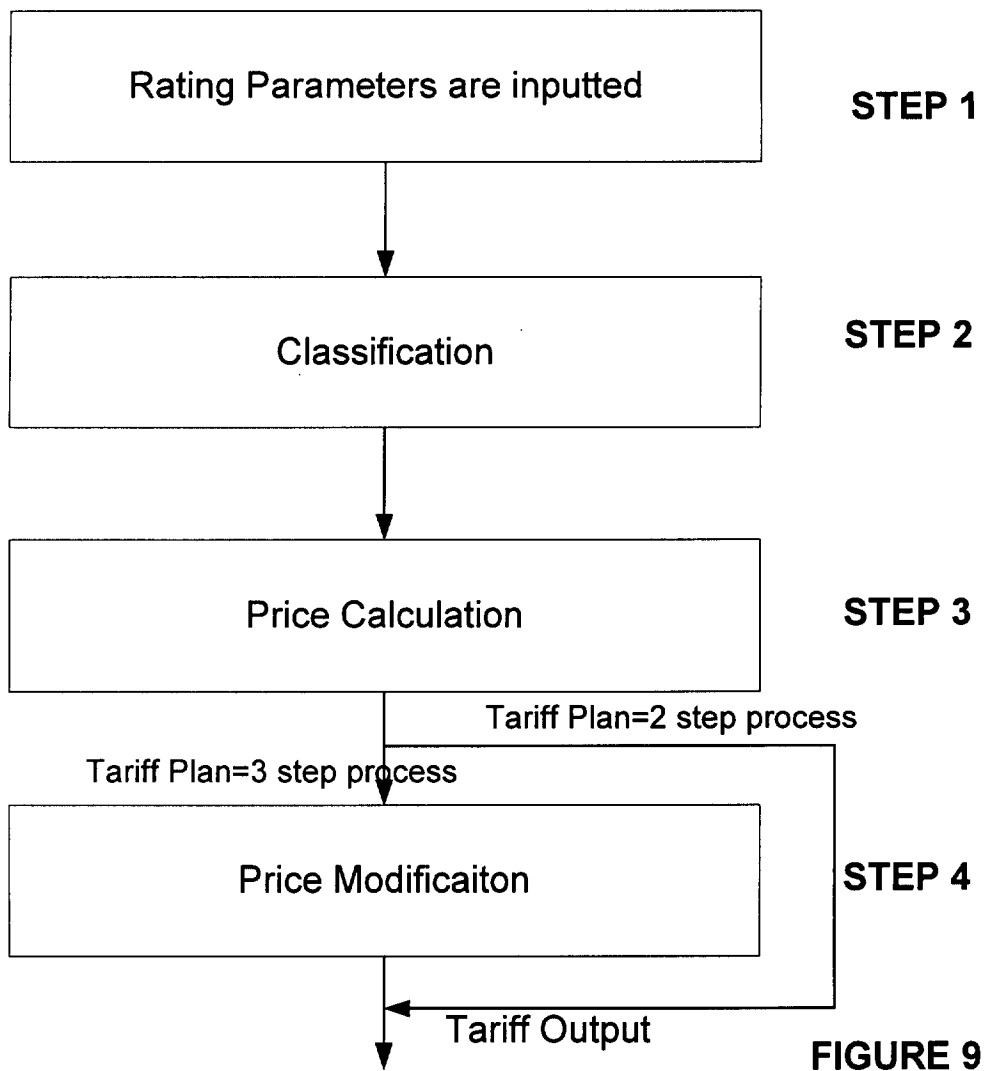 Rating Parameters are inputted
STEP 1
Classification
STEP 2
Price Calculation
STEP 3
Tariff Plan=2 step process
Tariff Plan=3 step process
Price Modificaiton
STEP 4
Tariff Output
FIGURE 9